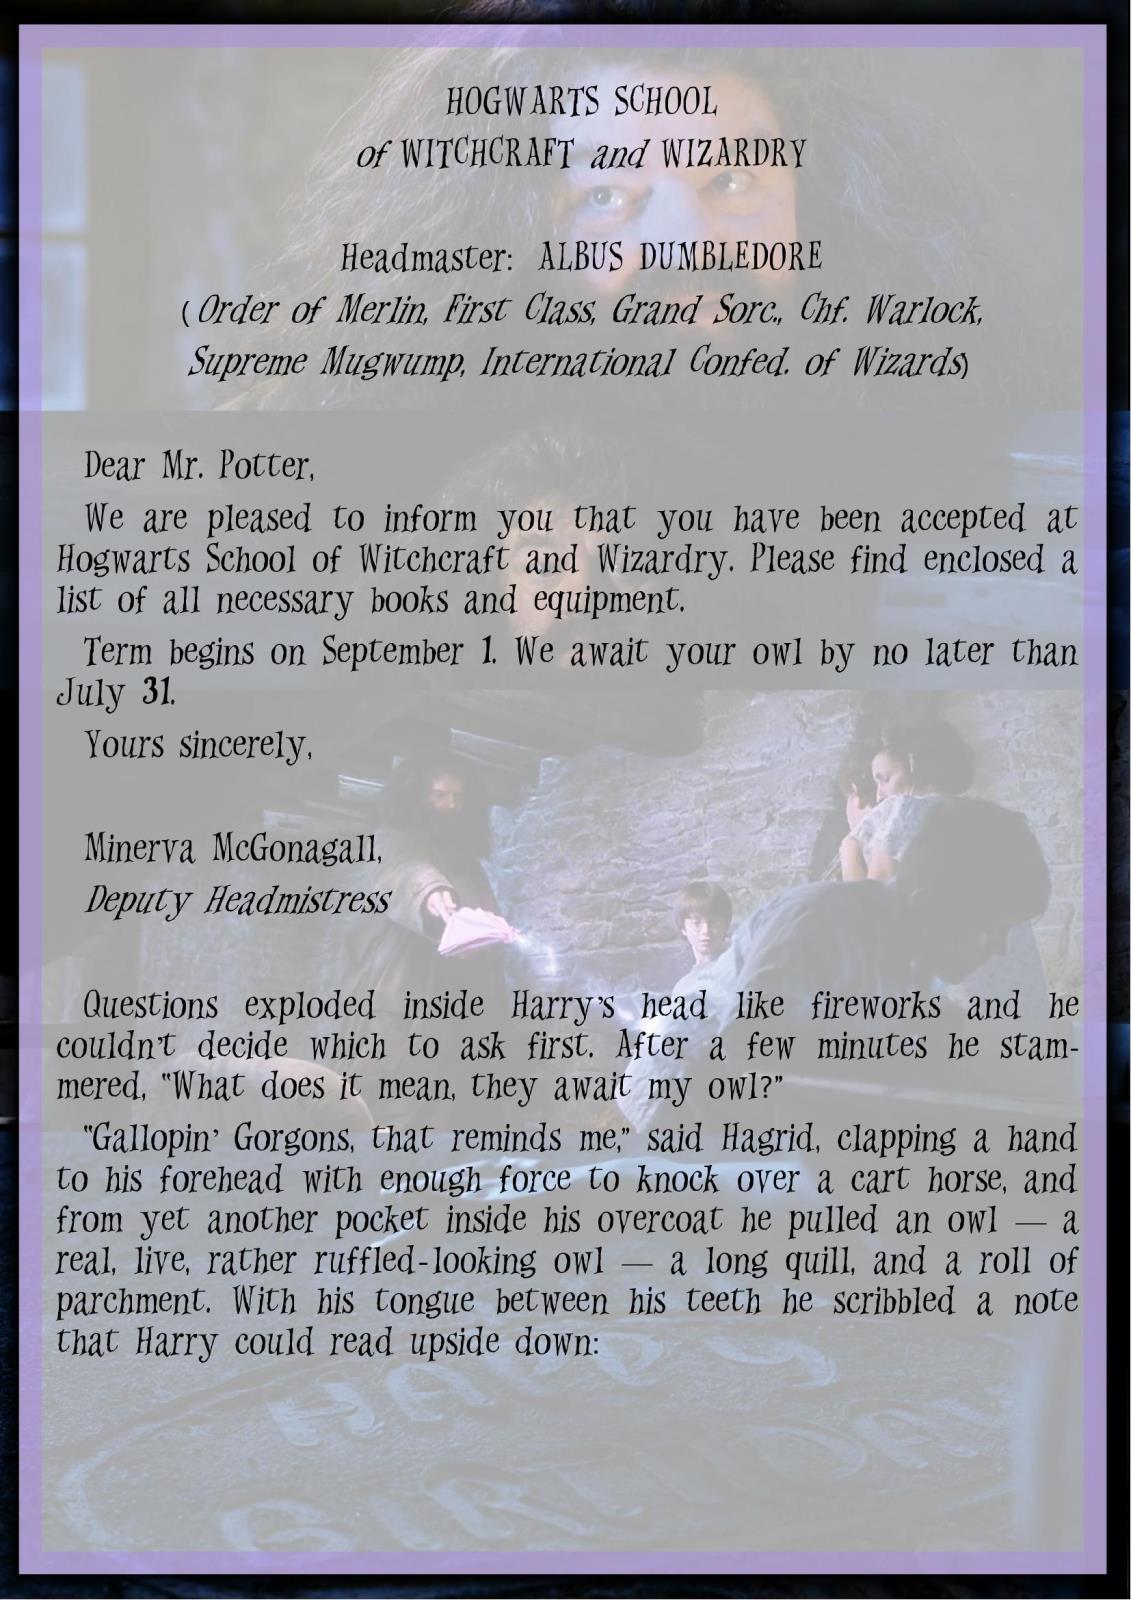 HOGWARTS SCHOOL
of WITCHCRAFT and WIZARDRY
Headmaster: ALBUS DUMBLEDORE
(Order of Merlin, First Class, Grand Sorc., Chf. Warlock,
Supreme Mugwump, International Confed. of Wizards)
Dear Mr. Potter,
We are pleased to inform you that you have been accepted at
Hogwarts School of Witchcraft and Wizardry. Please find enclosed a
list of all necessary books and equipment.
Term begins on September 1. We await your owl by no later than
July 31.
Yours sincerely,
Minerva McGonagall,
Deputy Headmistress
Questions exploded inside Harry's head like fireworks and he
couldn't decide which to ask first. After a few minutes he stam-
mered, "What does it mean, they await my owl?"
"Gallopin' Gorgons, that reminds me," said Hagrid, clapping a hand
to his forehead with enough force to knock over a cart horse, and
from yet another pocket inside his overcoat he pulled an owl — a
real, live, rather ruffled-looking owl — a long quill, and a roll of
parchment. With his tongue between his teeth he scribbled a note
that Harry could read upside down:
HAPPY
BIRTHDAY